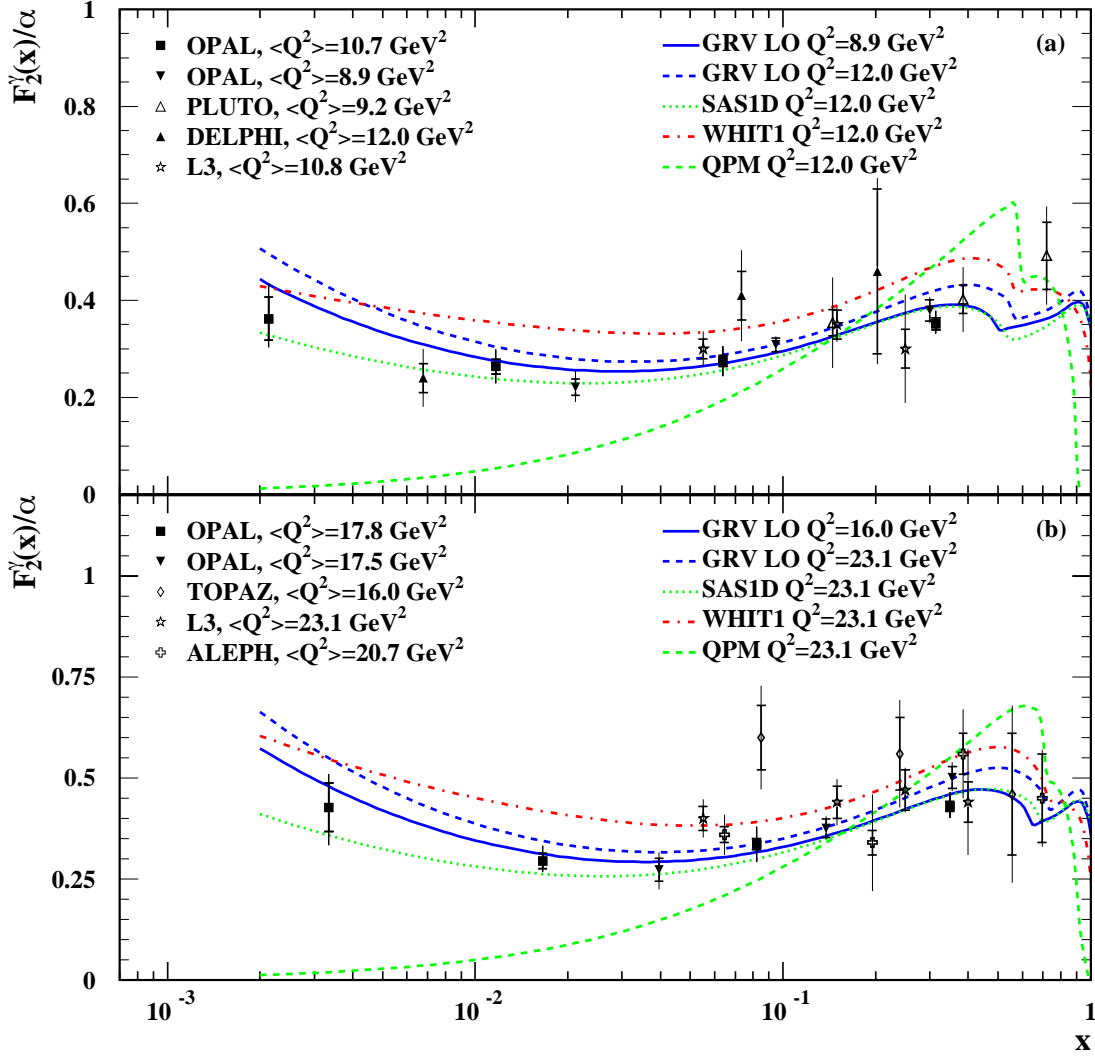 F₂^γ(x)/α
1
0.8
0.6
0.4
0.2
0
(a)
OPAL, <Q²>=10.7 GeV²
OPAL, <Q²>=8.9 GeV²
PLUTO, <Q²>=9.2 GeV²
DELPHI, <Q²>=12.0 GeV²
L3, <Q²>=10.8 GeV²
GRV LO Q²=8.9 GeV²
GRV LO Q²=12.0 GeV²
SAS1D Q²=12.0 GeV²
WHIT1 Q²=12.0 GeV²
QPM Q²=12.0 GeV²
F₂^γ(x)/α
1
0.75
0.5
0.25
0
(b)
OPAL, <Q²>=17.8 GeV²
OPAL, <Q²>=17.5 GeV²
TOPAZ, <Q²>=16.0 GeV²
L3, <Q²>=23.1 GeV²
ALEPH, <Q²>=20.7 GeV²
GRV LO Q²=16.0 GeV²
GRV LO Q²=23.1 GeV²
SAS1D Q²=23.1 GeV²
WHIT1 Q²=23.1 GeV²
QPM Q²=23.1 GeV²
10⁻³ 10⁻² 10⁻¹ 1
x